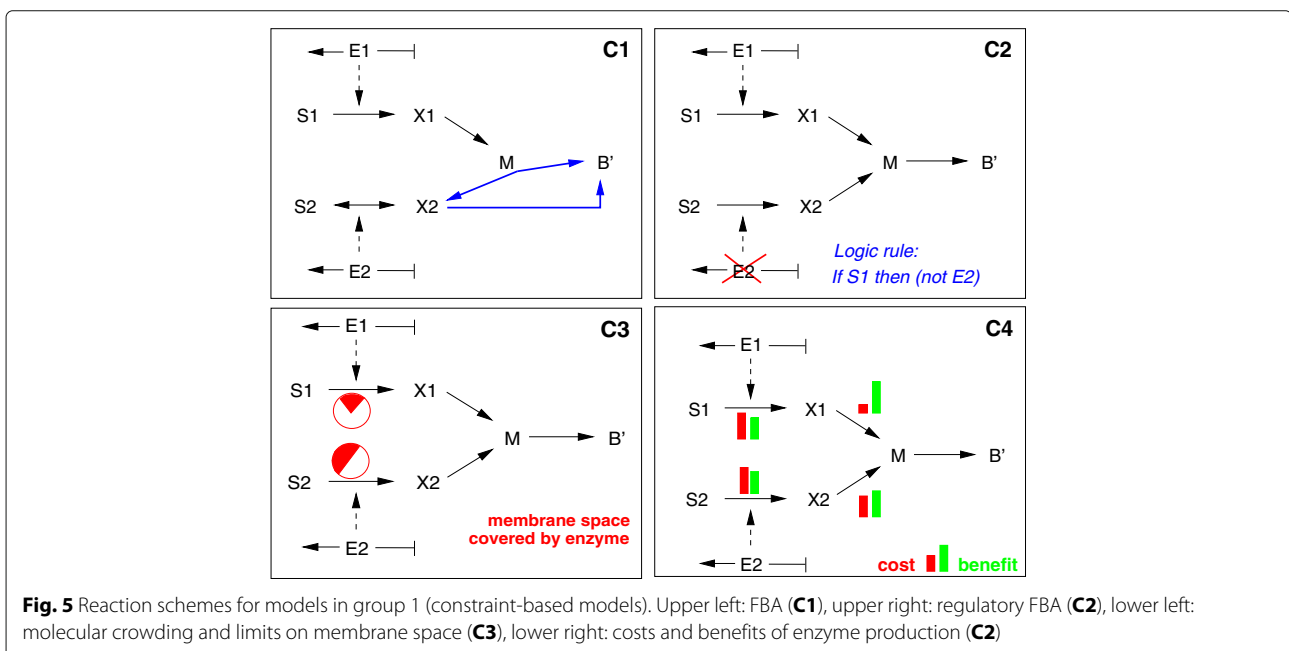 E1
C1
S1
X1
M
B'
S2
X2
E2
E1
C2
S1
X1
M
B'
S2
X2
E2
Logic rule:
If S1 then (not E2)
E1
C3
S1
X1
M
B'
S2
X2
E2
membrane space
covered by enzyme
E1
C4
S1
X1
M
B'
S2
X2
E2
cost benefit
Fig. 5 Reaction schemes for models in group 1 (constraint-based models). Upper left: FBA (C1), upper right: regulatory FBA (C2), lower left:
molecular crowding and limits on membrane space (C3), lower right: costs and benefits of enzyme production (C2)